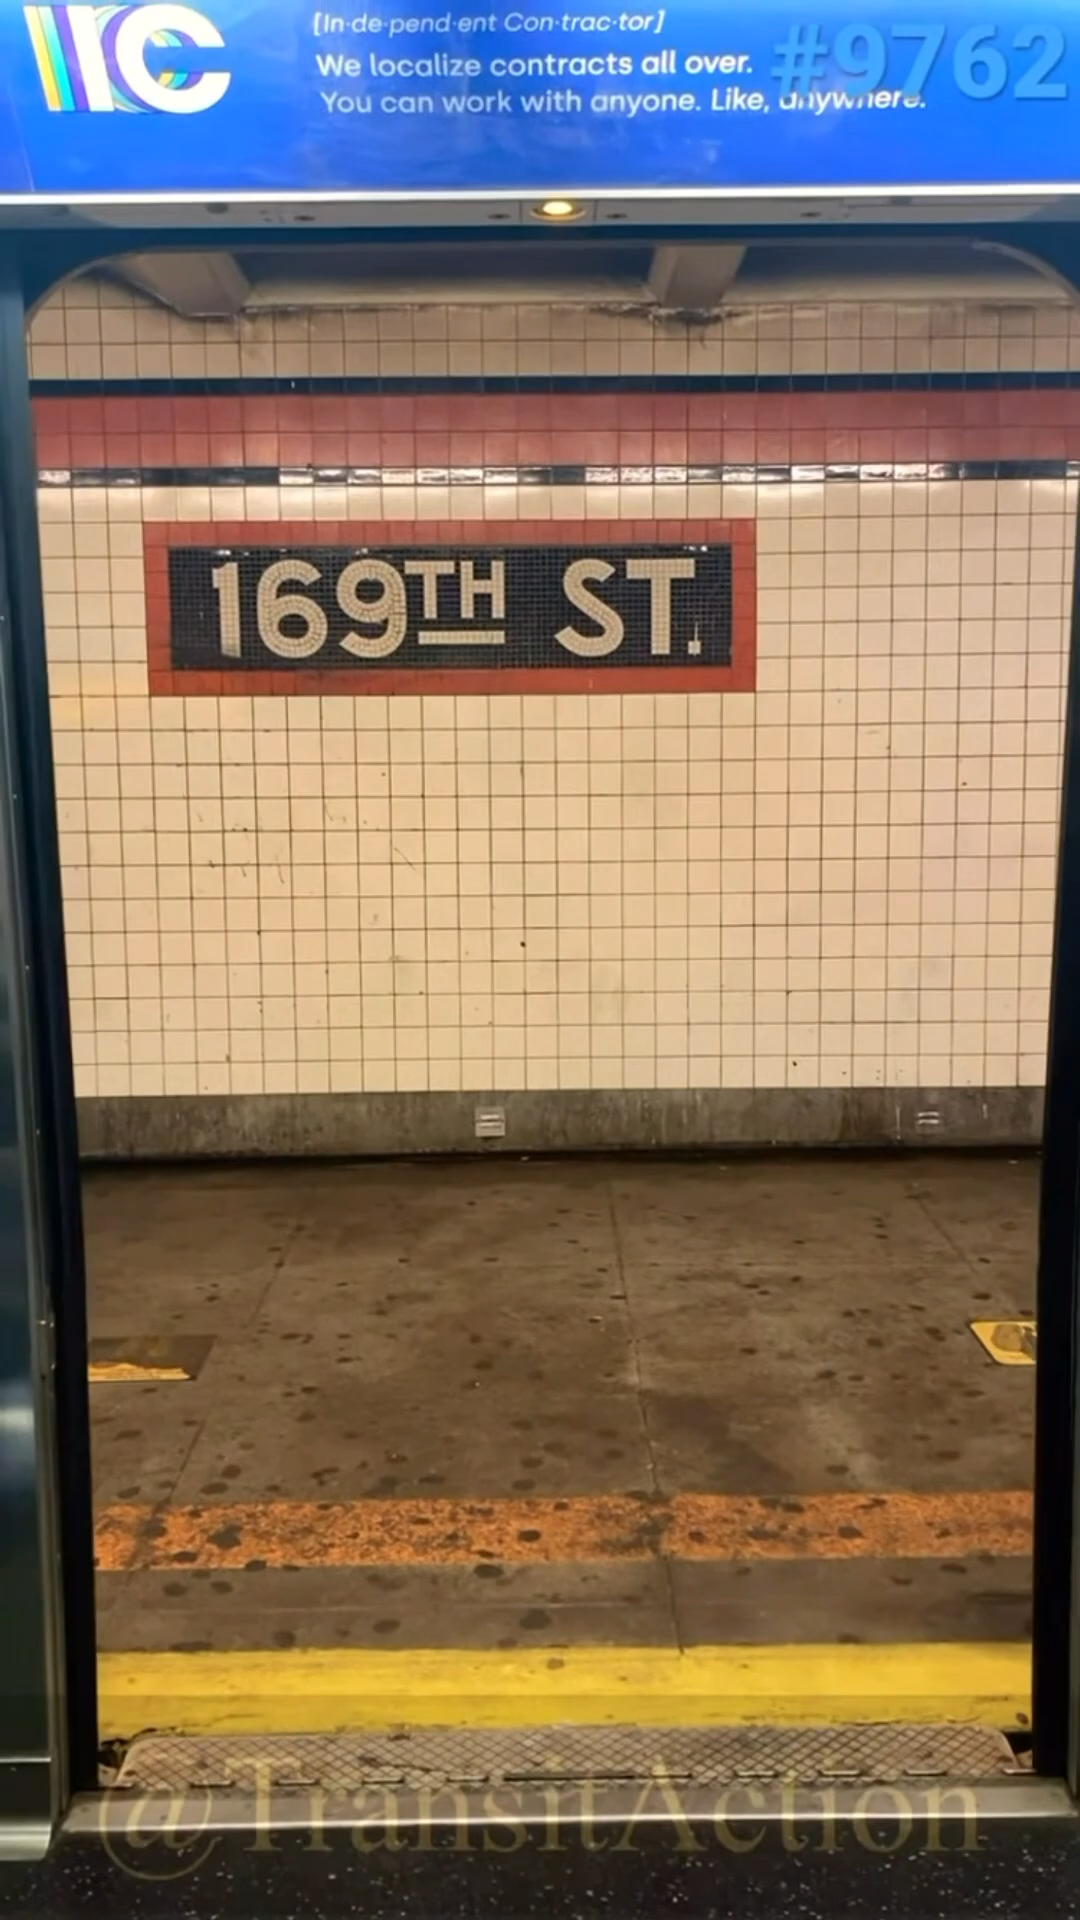 IC
[In·de·pend·ent Con·trac·tor]
We localize contracts all over.
You can work with anyone. Like, anywhere.
#9762
169TH ST.
@TransitAction